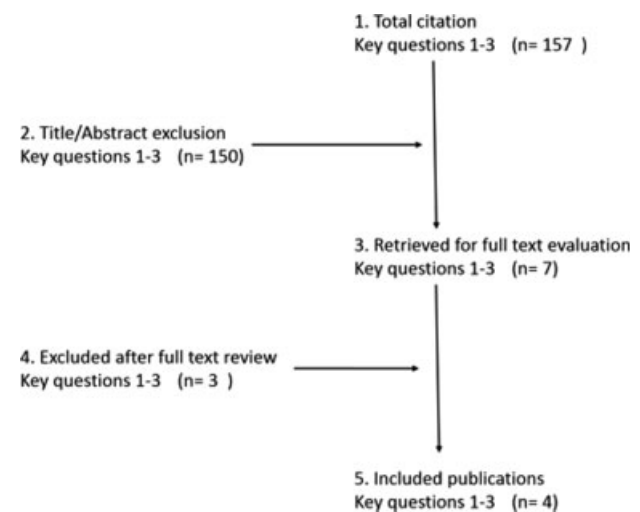 1. Total citation
Key questions 1-3 (n= 157 )
2. Title/Abstract exclusion
Key questions 1-3 (n= 150)
3. Retrieved for full text evaluation
Key questions 1-3 (n= 7)
4. Excluded after full text review
Key questions 1-3 (n= 3 )
5. Included publications
Key questions 1-3 (n= 4)